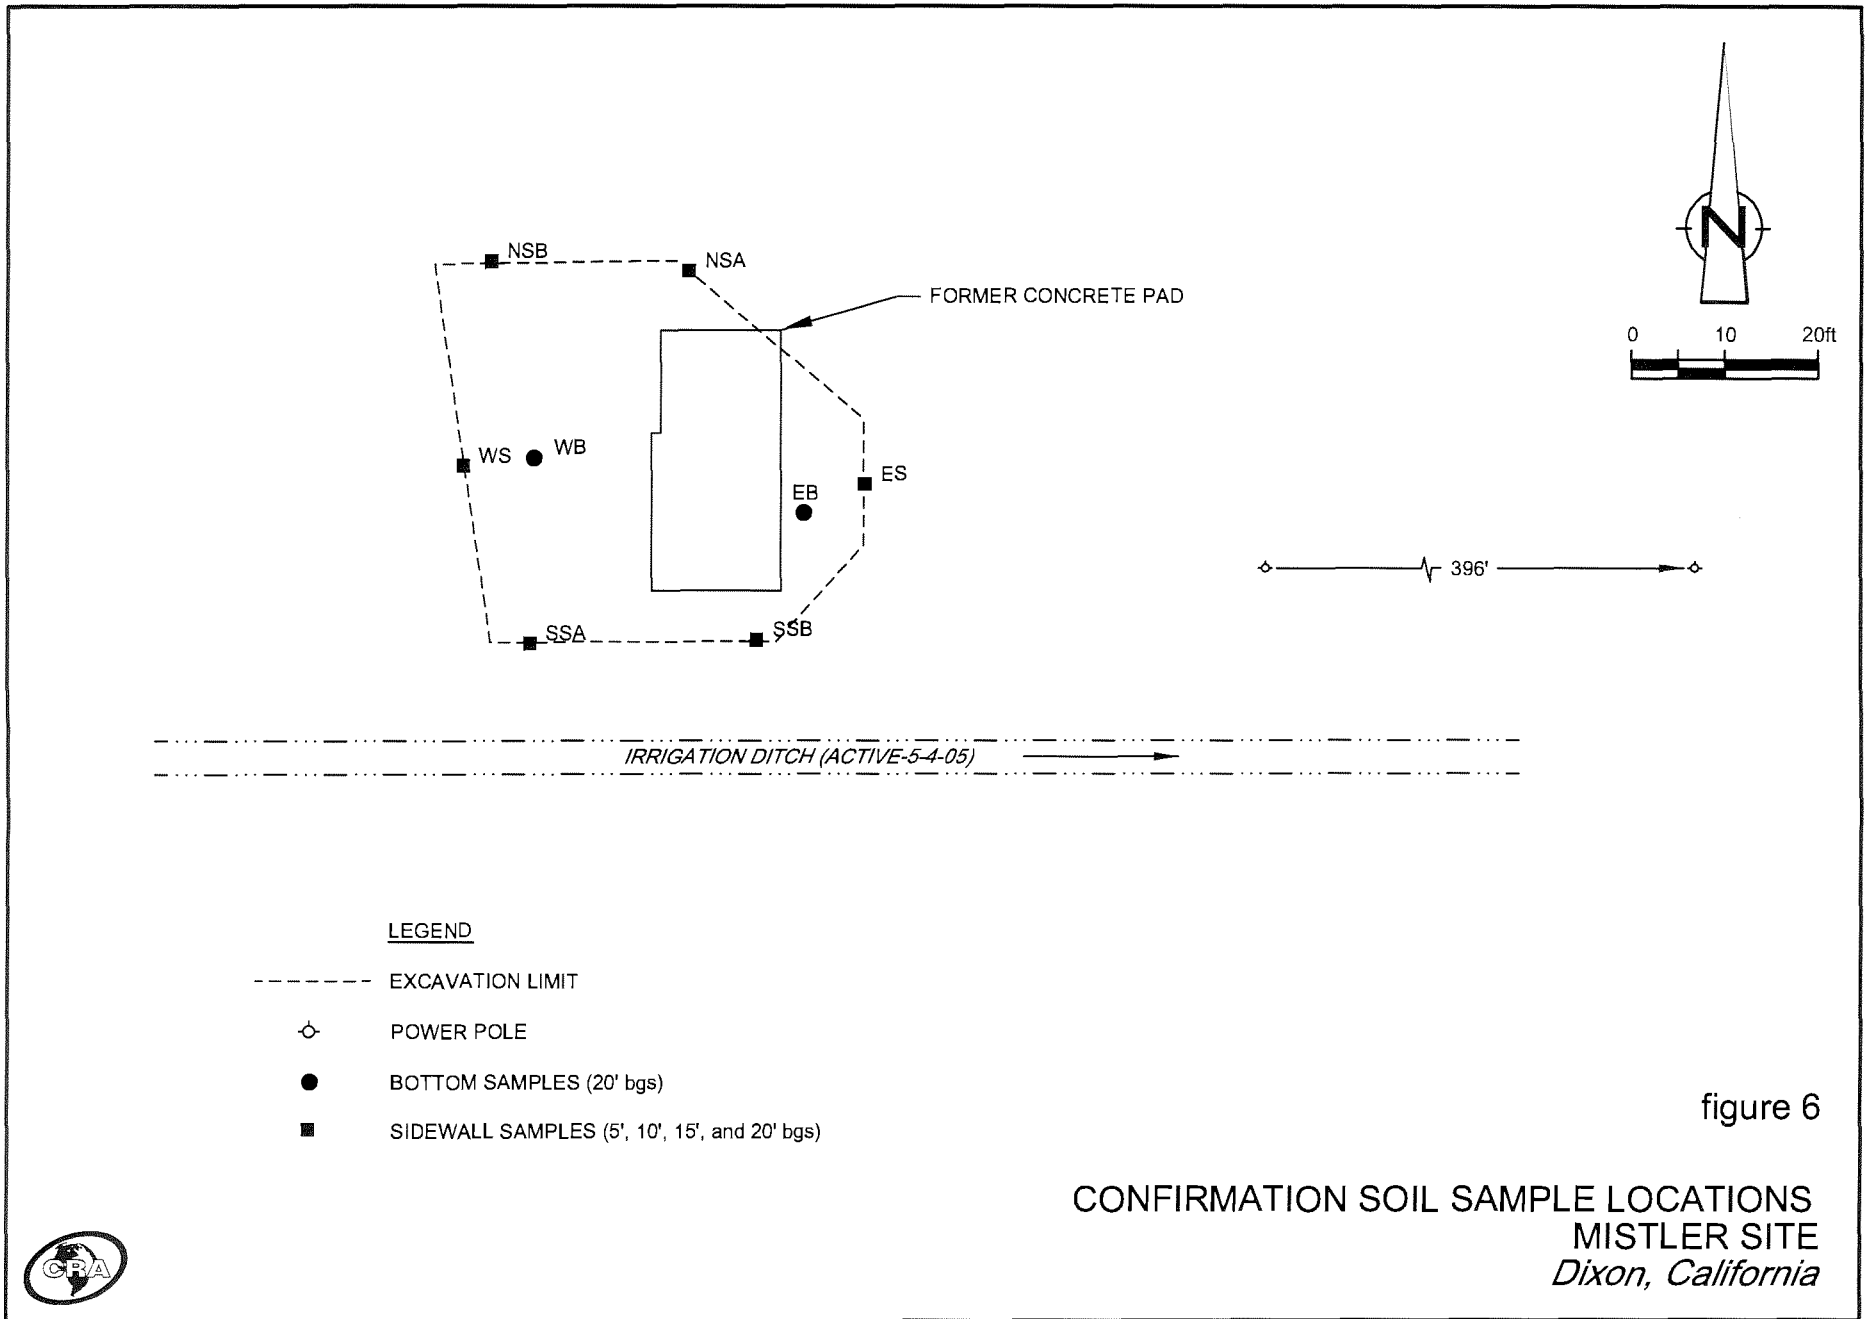 N
0 10 20ft
NSB
NSA
FORMER CONCRETE PAD
WS
WB
ES
EB
396'
SSA
SSB
IRRIGATION DITCH (ACTIVE-5-4-05)
LEGEND
EXCAVATION LIMIT
POWER POLE
BOTTOM SAMPLES (20' bgs)
SIDEWALL SAMPLES (5', 10', 15', and 20' bgs)
figure 6
CONFIRMATION SOIL SAMPLE LOCATIONS
MISTLER SITE
Dixon, California
CRA